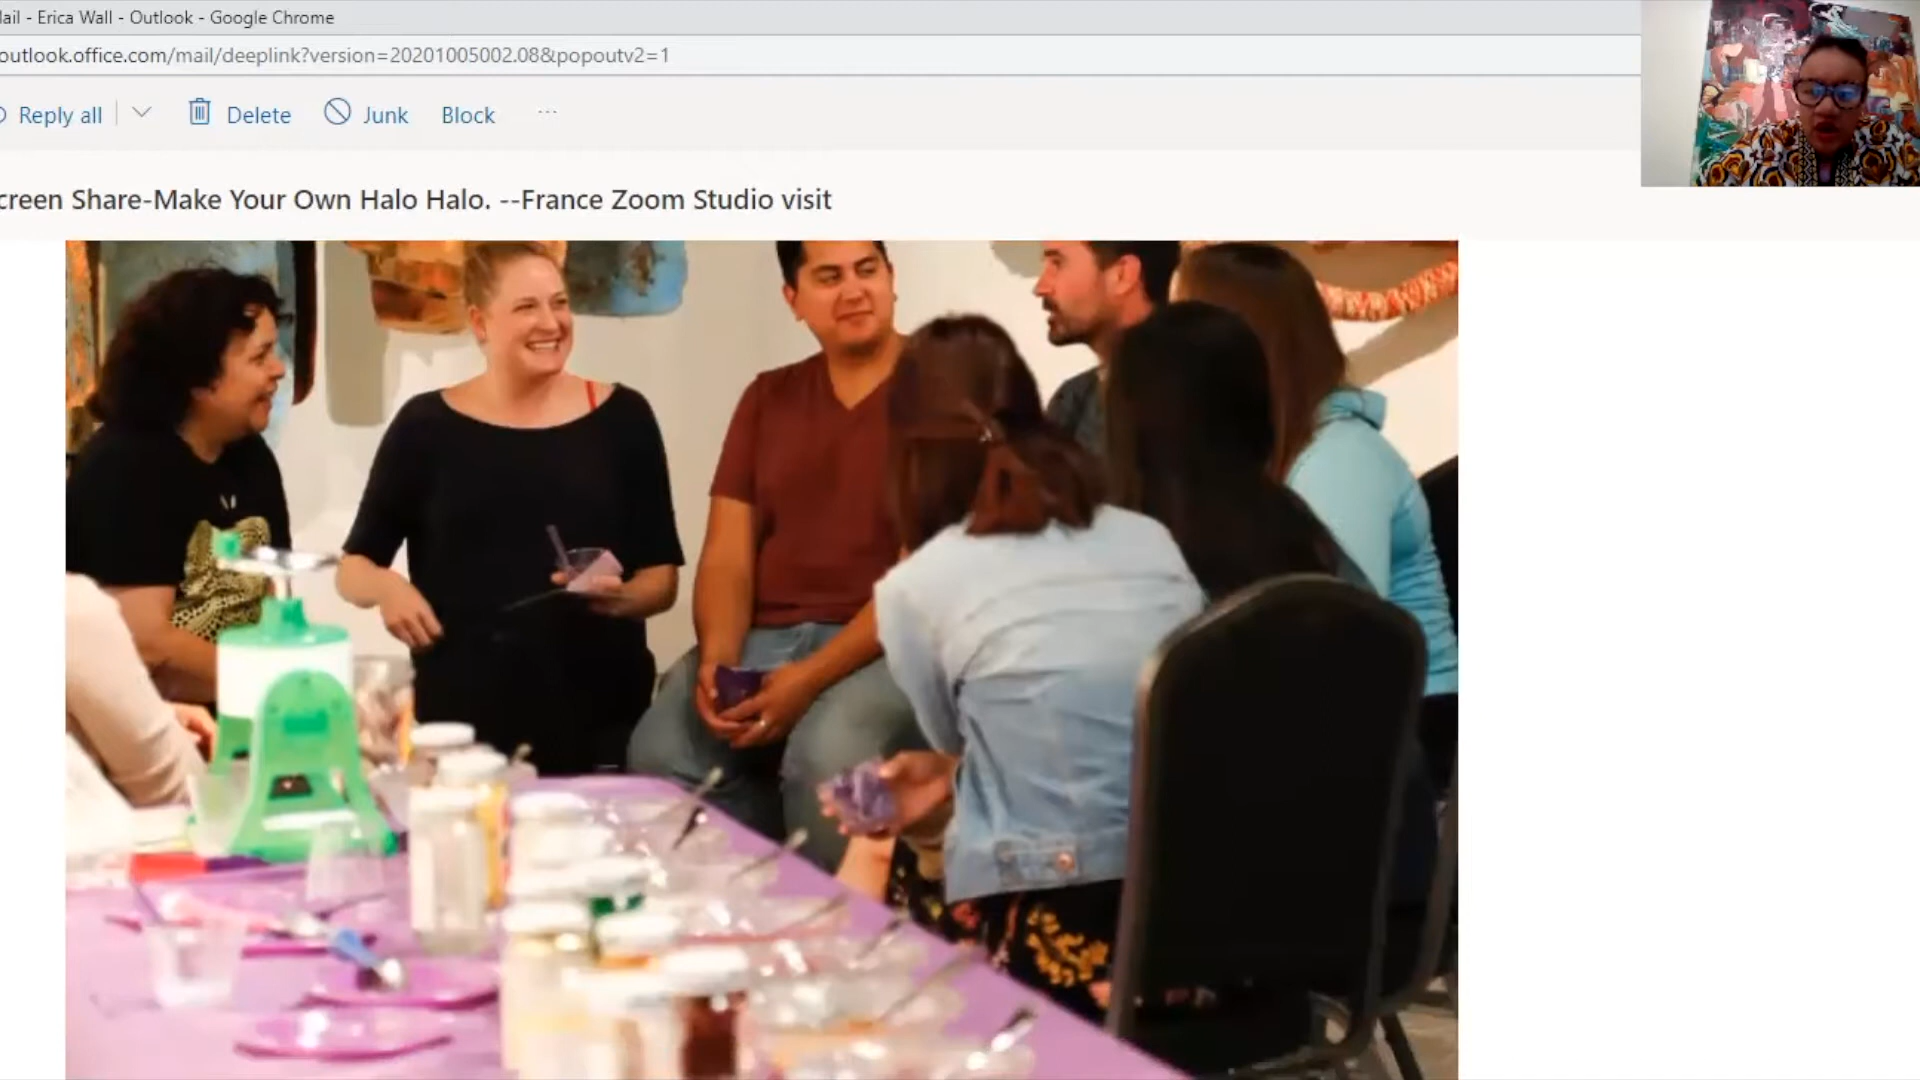 ail - Erica Wall - Outlook - Google Chrome
outlook.office.com/mail/deeplink?version=20201005002.08&popoutv2=1
Reply all
Delete
Junk
Block
creen Share-Make Your Own Halo Halo. --France Zoom Studio visit